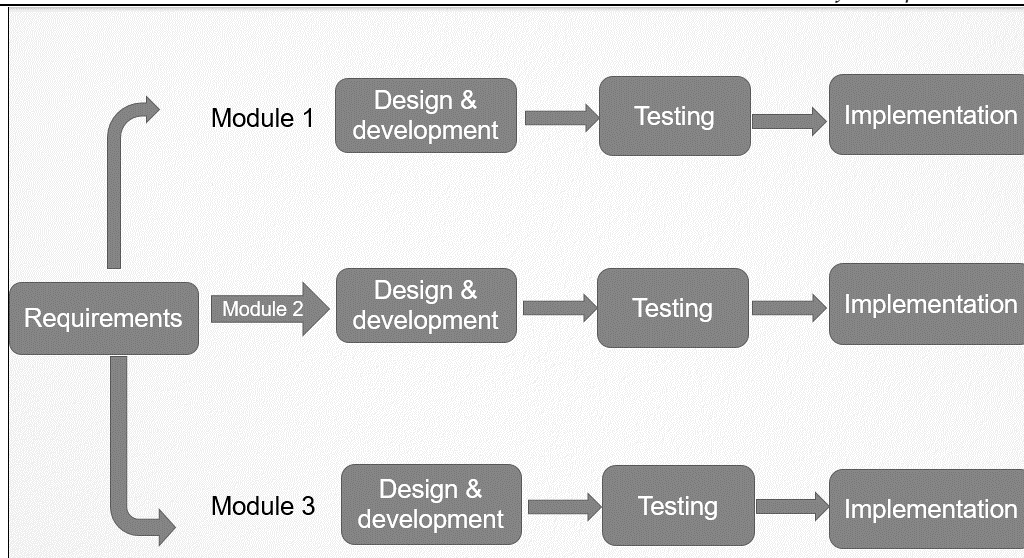 Module 1
Design &
development
Testing
Implementation
Requirements
Module 2
Design &
development
Testing
Implementation
Module 3
Design &
development
Testing
Implementation